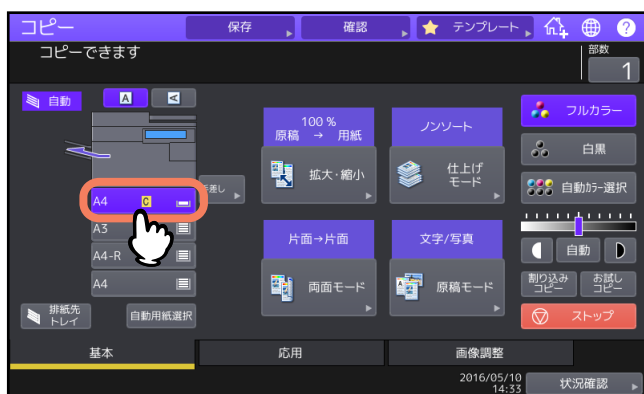 コピー
保存
確認
テンプレート
?
コピーできます
部数
1
自動
A
A
100 %
原稿 → 用紙
ノンソート
フルカラー
拡大・縮小
仕上げ
モード
白黒
自動カラー選択
A4
C
A3
A4-R
A4
片面→片面
文字/写真
自動
両面モード
原稿モード
割り込み
コピー
お試し
コピー
排紙先
トレイ
自動用紙選択
ストップ
基本
応用
画像調整
2016/05/10
14:33
状況確認